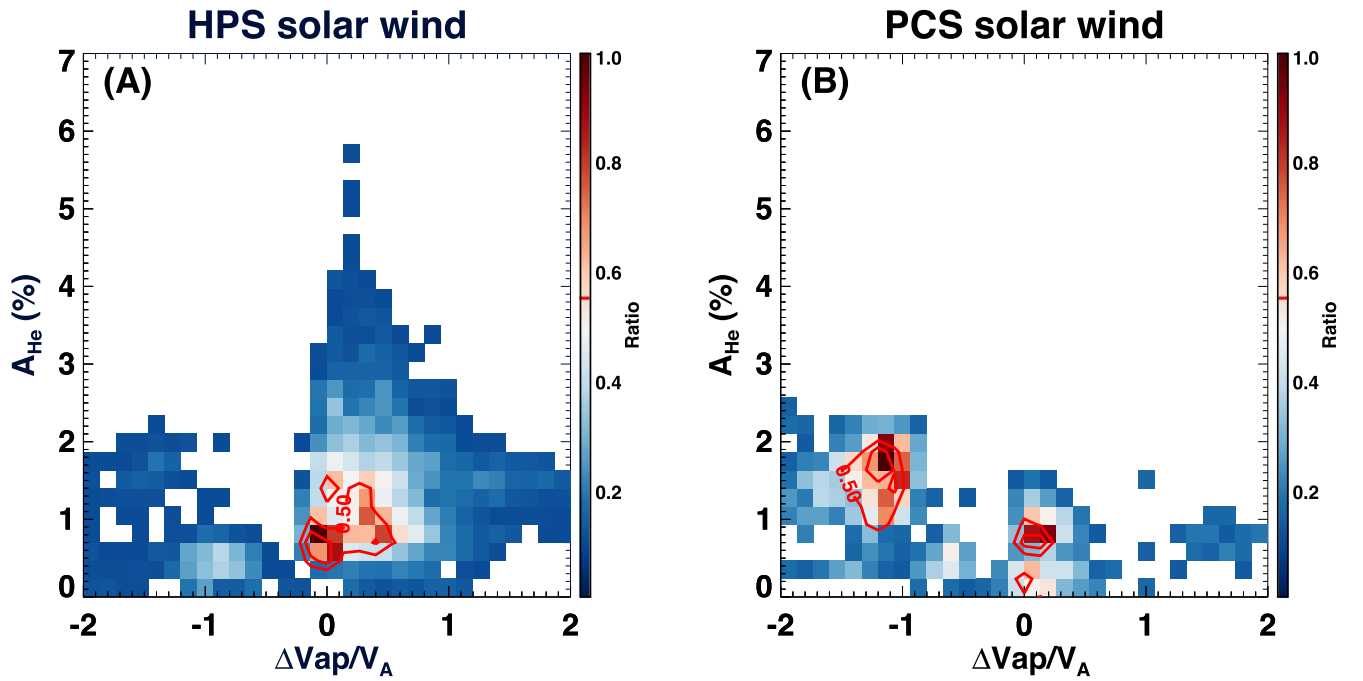 HPS solar wind
PCS solar wind
(A)
(B)
7
6
5
4
3
2
1
0
-2 -1 0 1 2
A_He (%)
ΔVap/V_A
0.50
1.0
0.8
0.6
0.4
0.2
Ratio
7
6
5
4
3
2
1
0
-2 -1 0 1 2
A_He (%)
ΔVap/V_A
0.50
1.0
0.8
0.6
0.4
0.2
Ratio